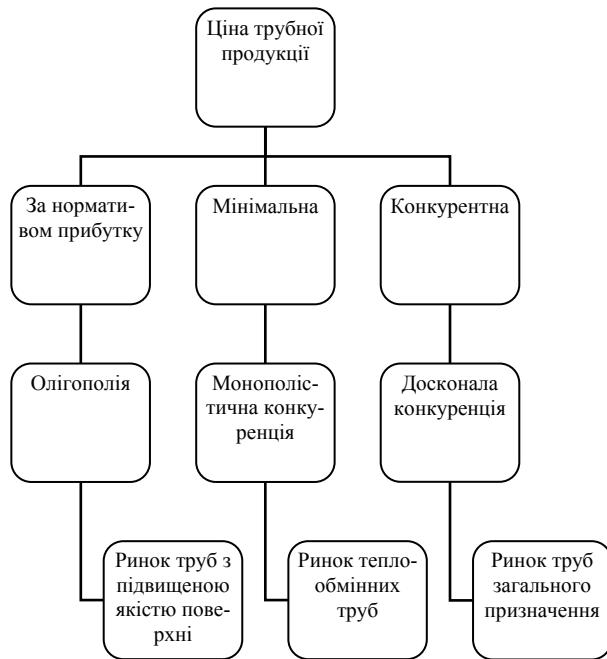 Ціна трубної
продукції
За нормати-
вом прибутку
Мінімальна
Конкурентна
Олігополія
Монополіс-
тична конку-
ренція
Досконала
конкуренція
Ринок труб з
підвищеною
якістю пове-
рхні
Ринок тепло-
обмінних
труб
Ринок труб
загального
призначення